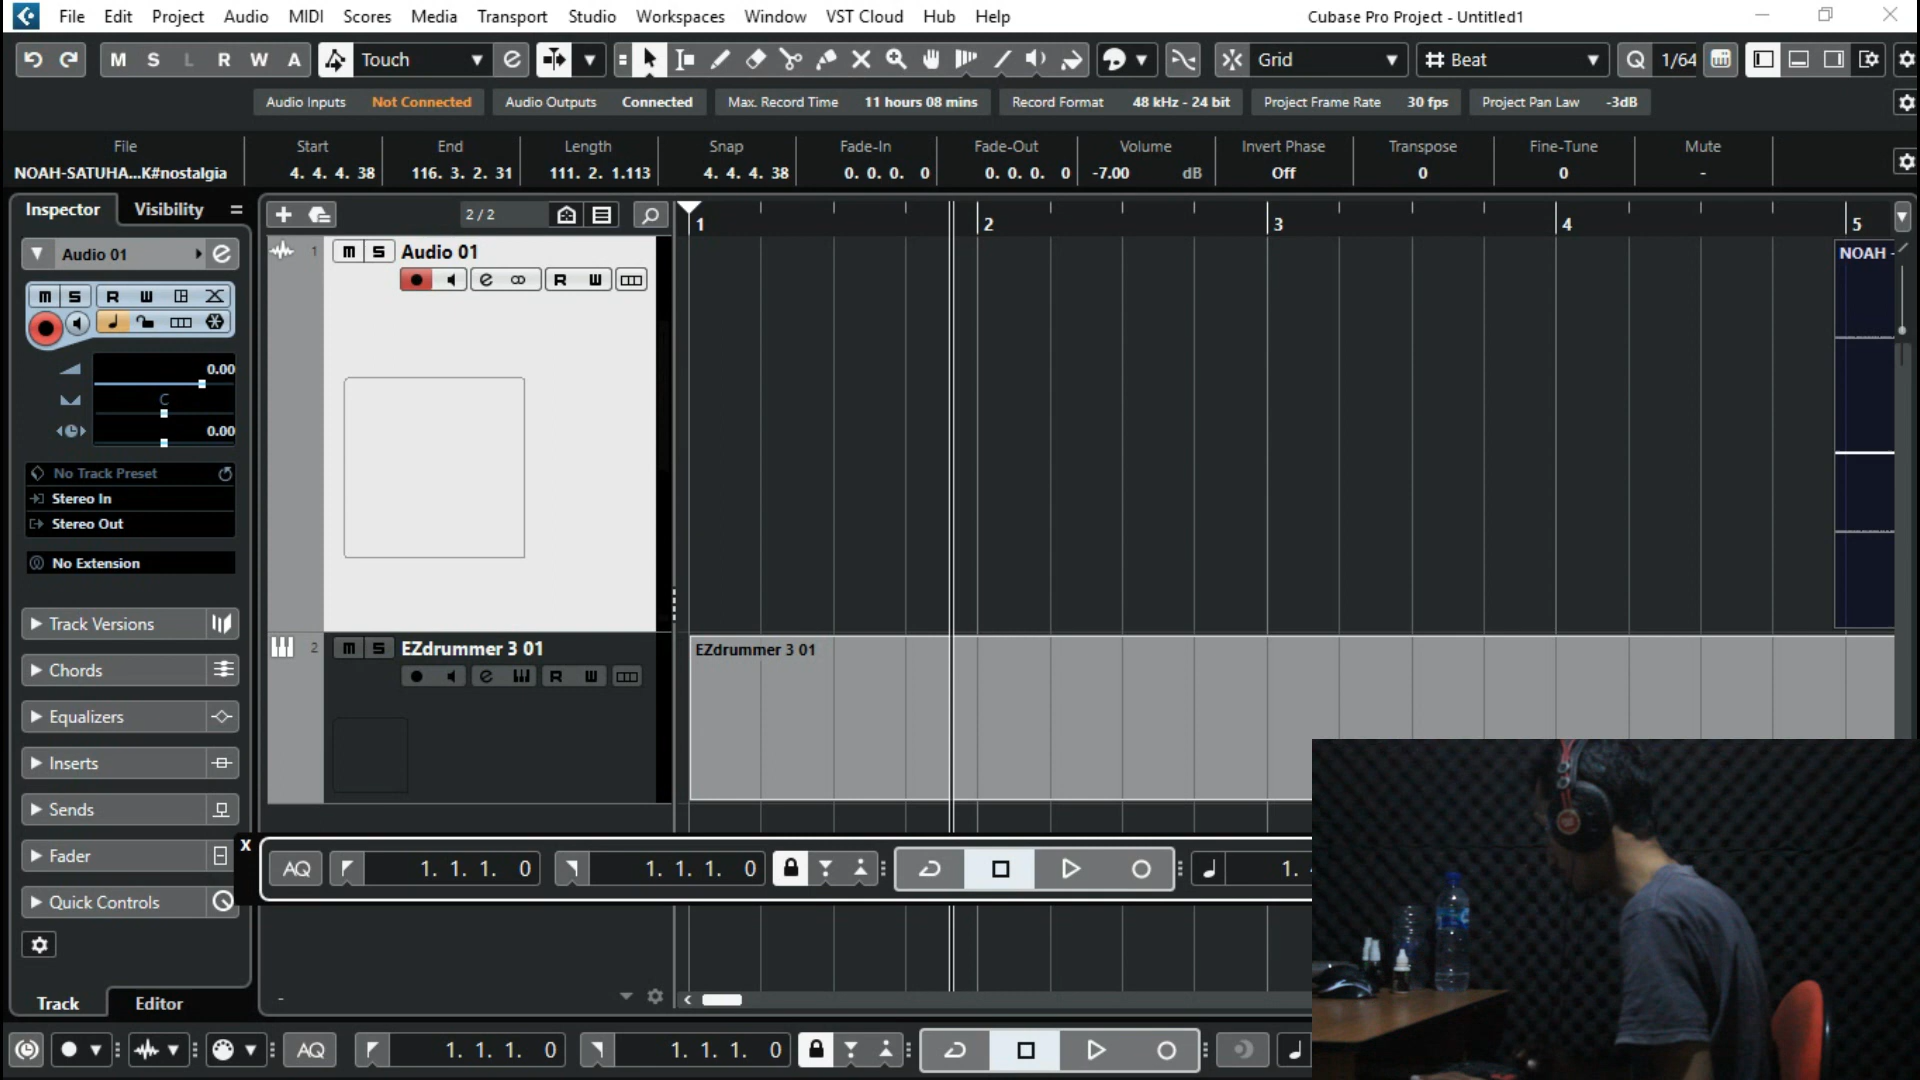 File Edit Project Audio MIDI Scores Media Transport Studio Workspaces Window VST Cloud Hub Help Cubase Pro Project - Untitled1
M S L R W A Touch Grid Beat Q 1/64
Audio Inputs Not Connected Audio Outputs Connected Max. Record Time 11 hours 08 mins Record Format 48 kHz - 24 bit Project Frame Rate 30 fps Project Pan Law -3dB
File Start End Length Snap Fade-In Fade-Out Volume Invert Phase Transpose Fine-Tune Mute
NOAH-SATUHA...K#nostalgia 4. 4. 4. 38 116. 3. 2. 31 111. 2. 1.113 4. 4. 4. 38 0. 0. 0. 0 0. 0. 0. 0 -7.00 dB Off 0 0 -
Inspector Visibility 2 / 2
1 2 3 4 5
Audio 01
1 m S Audio 01
NOAH -
R W
m S R W
0.00
C
0.00
No Track Preset
Stereo In
Stereo Out
No Extension
Track Versions
2 m S EZdrummer 3 01
EZdrummer 3 01
R W
Chords
Equalizers
Inserts
Sends
Fader
X
AQ 1. 1. 1. 0 1. 1. 1. 0 1.
Quick Controls
Track Editor
-
AQ 1. 1. 1. 0 1. 1. 1. 0